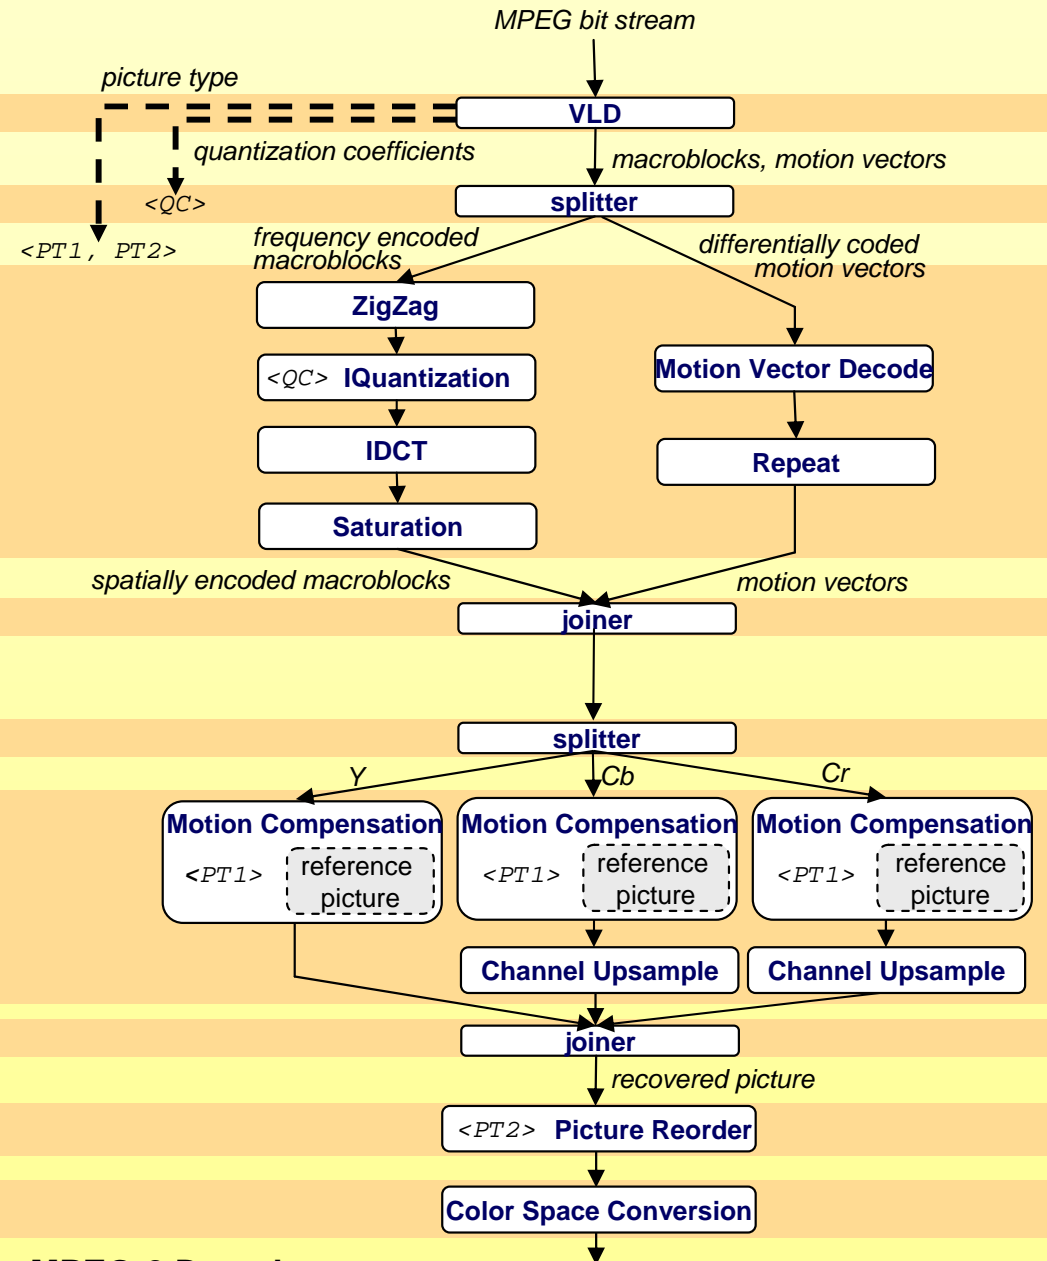 MPEG bit stream
picture type
VLD
quantization coefficients
macroblocks, motion vectors
<QC>
splitter
<PT1, PT2>
frequency encoded
macroblocks
differentially coded
motion vectors
ZigZag
<QC> IQuantization
Motion Vector Decode
IDCT
Repeat
Saturation
spatially encoded macroblocks
motion vectors
joiner
splitter
Y
Cb
Cr
Motion Compensation
<PT1>
reference
picture
Motion Compensation
<PT1>
reference
picture
Motion Compensation
<PT1>
reference
picture
Channel Upsample
Channel Upsample
joiner
recovered picture
<PT2> Picture Reorder
Color Space Conversion